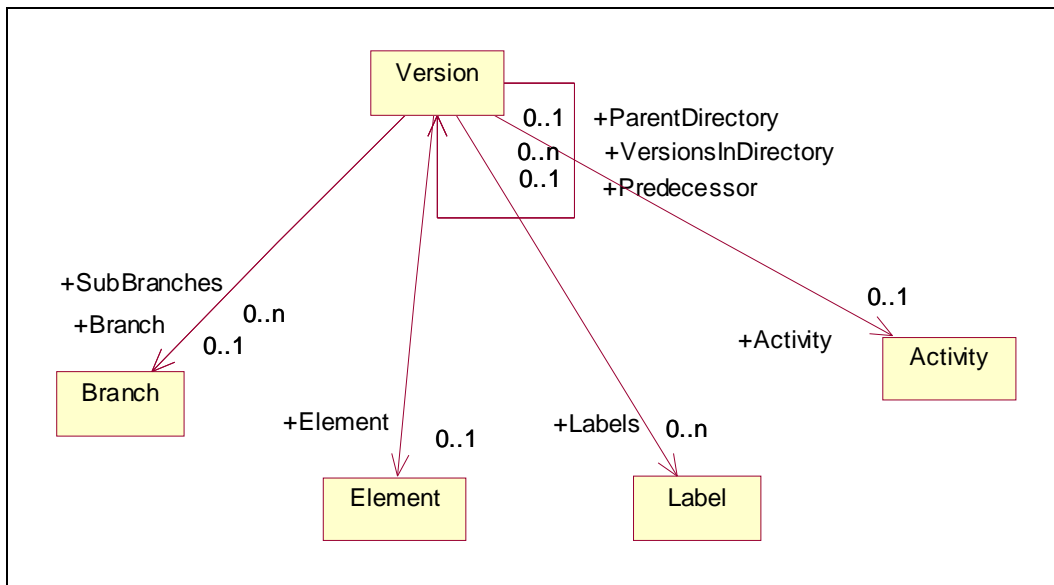 Version
0..1 +ParentDirectory
0..n +VersionsInDirectory
0..1 +Predecessor
+SubBranches
0..n
+Branch
0..1
0..1
+Activity
Activity
Branch
+Element
0..1
+Labels
0..n
Element
Label